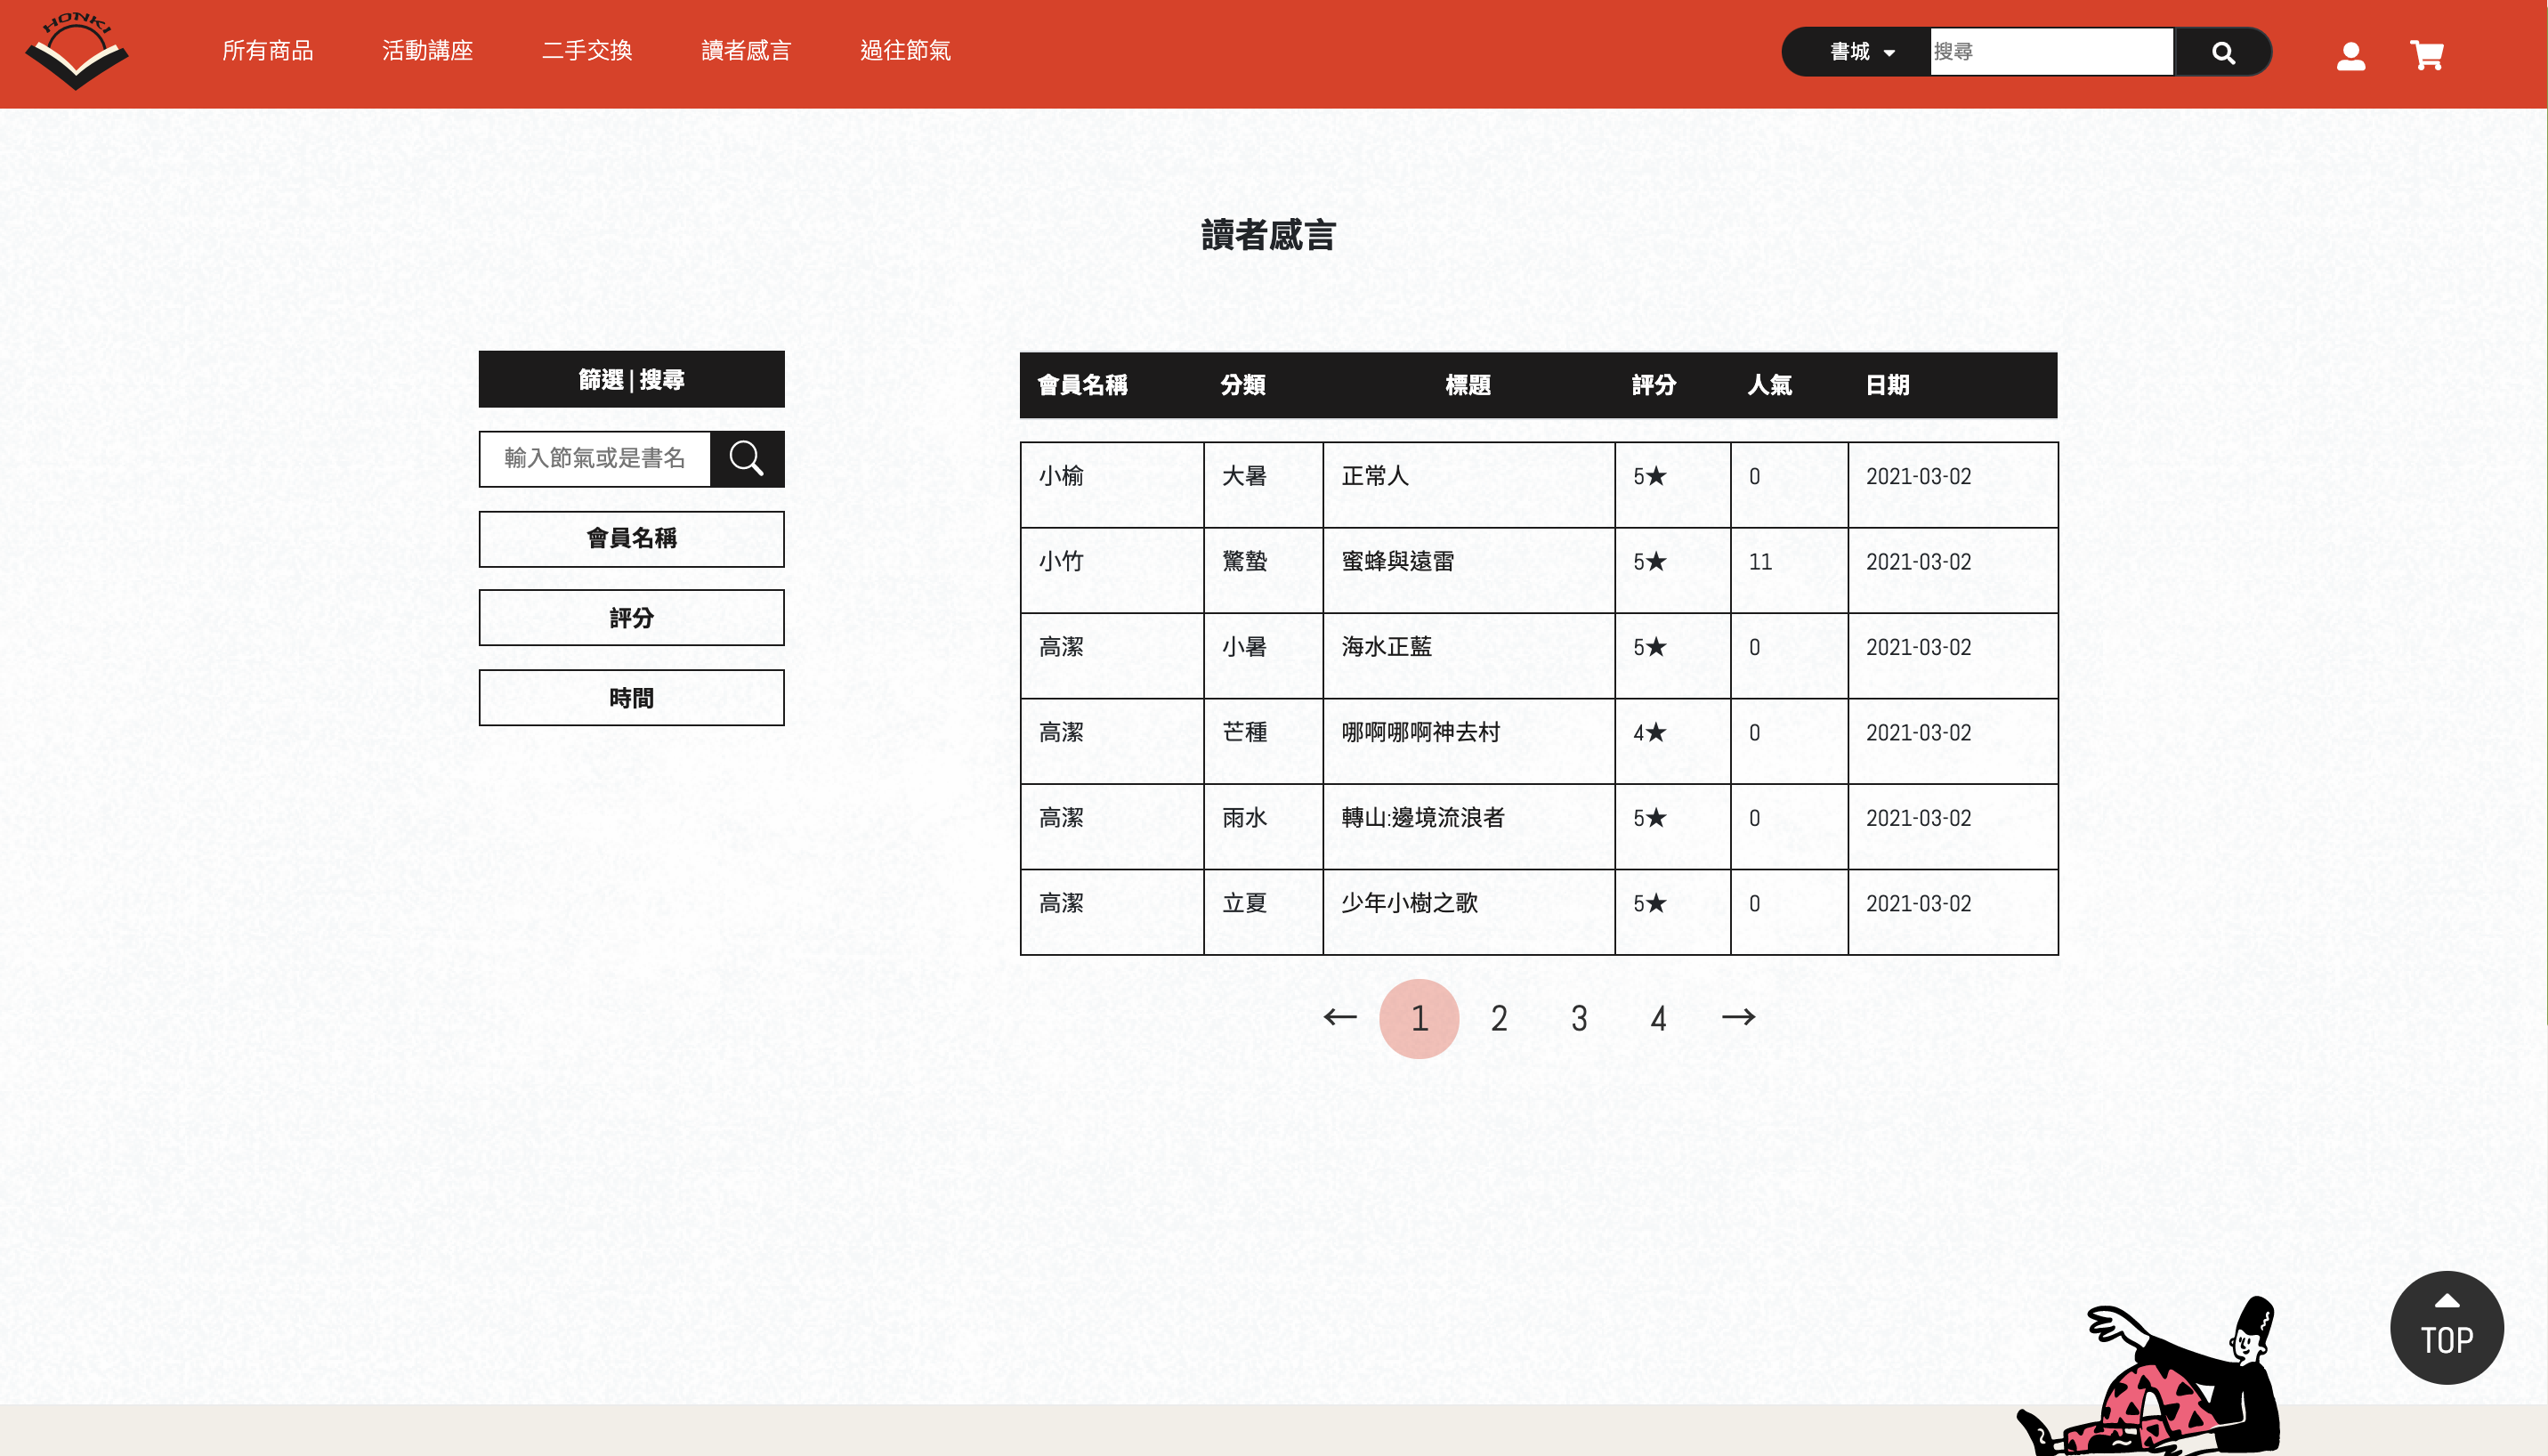 HONKI
所有商品 活動講座 二手交換 讀者感言 過往節氣 書城 搜尋
讀者感言
篩選 | 搜尋
輸入節氣或是書名
會員名稱
評分
時間
會員名稱 分類 標題 評分 人氣 日期
小榆 大暑 正常人 5★ 0 2021-03-02
小竹 驚蟄 蜜蜂與遠雷 5★ 11 2021-03-02
高潔 小暑 海水正藍 5★ 0 2021-03-02
高潔 芒種 哪啊哪啊神去村 4★ 0 2021-03-02
高潔 雨水 轉山:邊境流浪者 5★ 0 2021-03-02
高潔 立夏 少年小樹之歌 5★ 0 2021-03-02
← 1 2 3 4 →
TOP